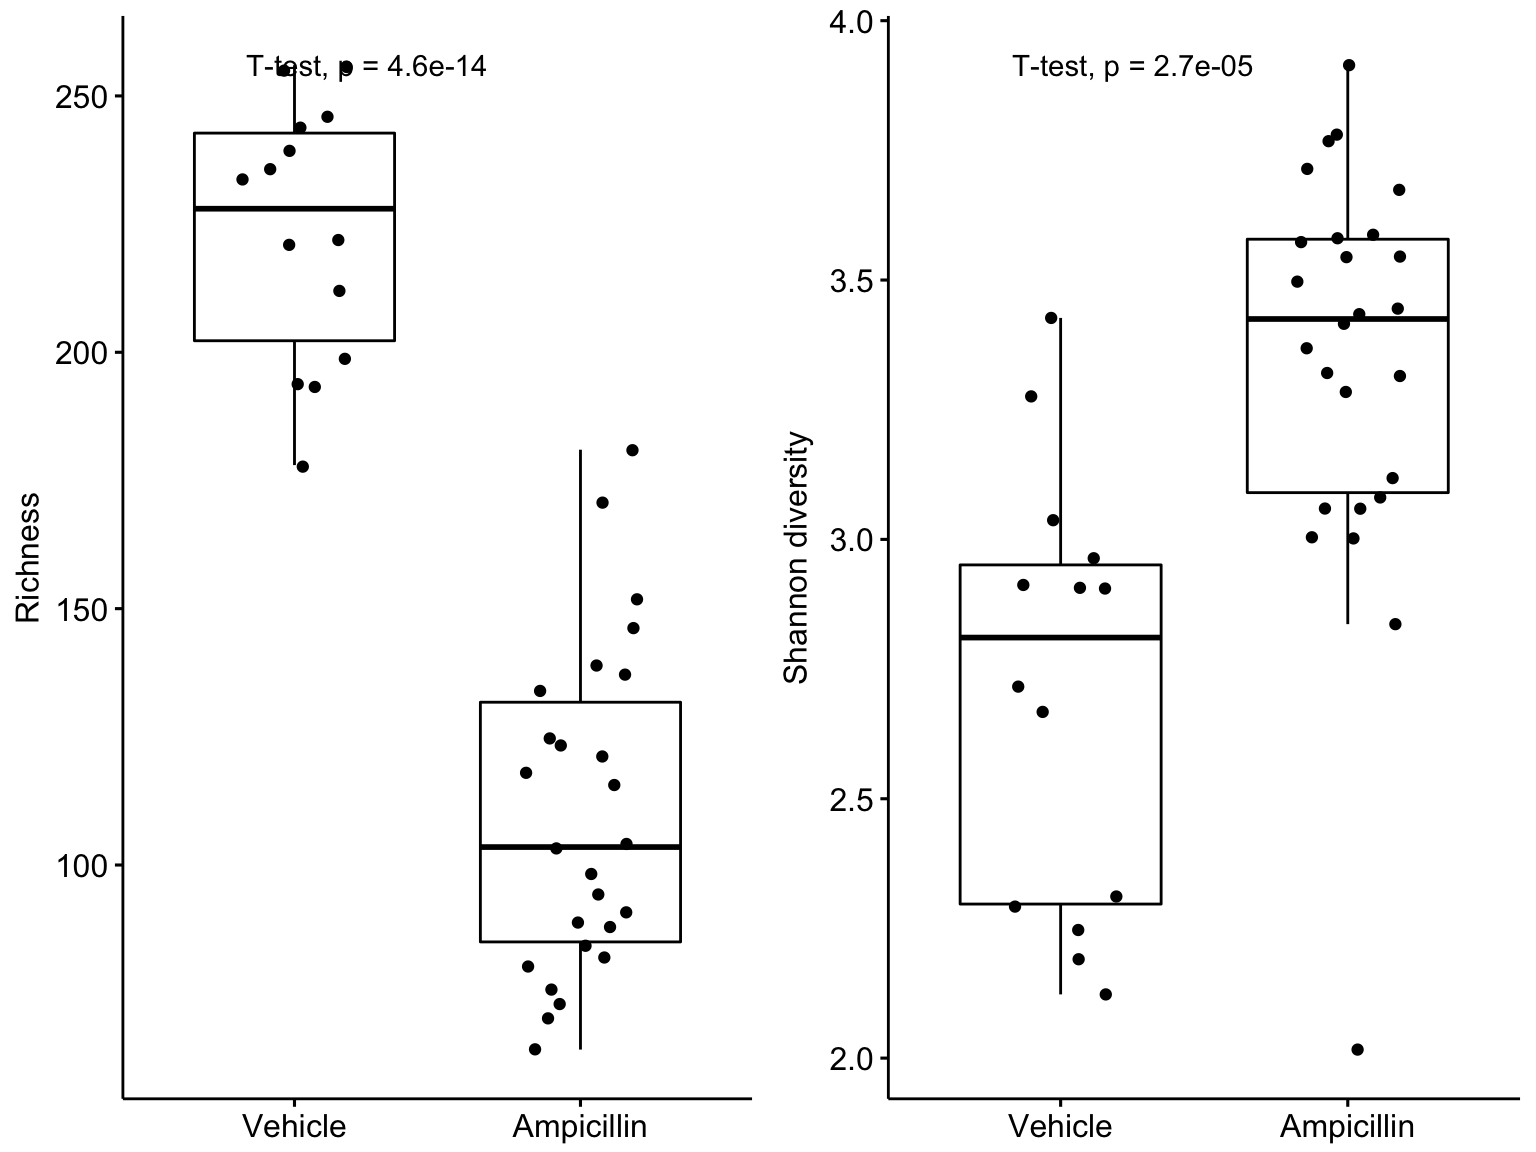 T-test, p = 4.6e-14
250
200
150
100
Richness
Vehicle
Ampicillin
T-test, p = 2.7e-05
4.0
3.5
3.0
2.5
2.0
Shannon diversity
Vehicle
Ampicillin